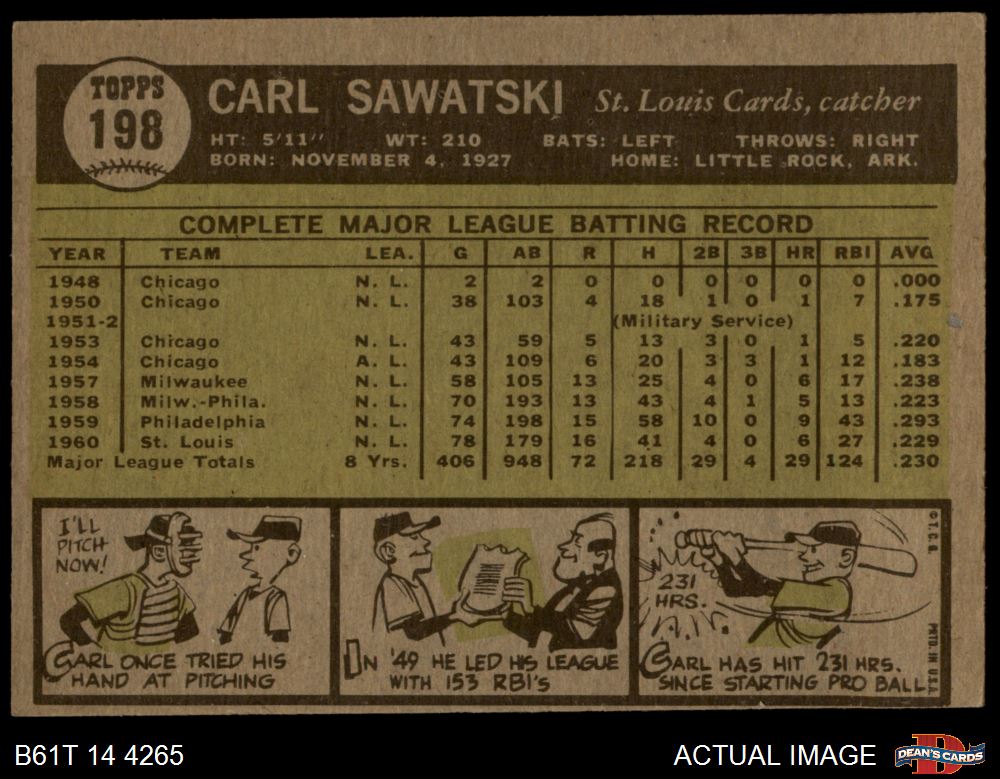 TOPPS
198
CARL SAWATSKI St. Louis Cards, catcher
HT: 5'11" WT: 210 BATS: LEFT THROWS: RIGHT
BORN: NOVEMBER 4, 1927 HOME: LITTLE ROCK, ARK.
COMPLETE MAJOR LEAGUE BATTING RECORD
YEAR TEAM LEA. G AB R H 2B 3B HR RBI AVG
1948 Chicago N. L. 2 2 0 0 0 0 0 0 .000
1950 Chicago N. L. 38 103 4 18 1 0 1 7 .175
1951-2 (Military Service)
1953 Chicago N. L. 43 59 5 13 3 0 1 5 .220
1954 Chicago A. L. 43 109 6 20 3 3 1 12 .183
1957 Milwaukee N. L. 58 105 13 25 4 0 6 17 .238
1958 Milw.-Phila. N. L. 70 193 13 43 4 1 5 13 .223
1959 Philadelphia N. L. 74 198 15 58 10 0 9 43 .293
1960 St. Louis N. L. 78 179 16 41 4 0 6 27 .229
Major League Totals 8 Yrs. 406 948 72 218 29 4 29 124 .230
I'LL
PITCH
NOW!
CARL ONCE TRIED HIS
HAND AT PITCHING
IN '49 HE LED HIS LEAGUE
WITH 153 RBI'S
231
HRS.
CARL HAS HIT 231 HRS.
SINCE STARTING PRO BALL.
© T.C.G.
PRTD. IN U.S.A.
B61T 14 4265
ACTUAL IMAGE
DEAN'S CARDS